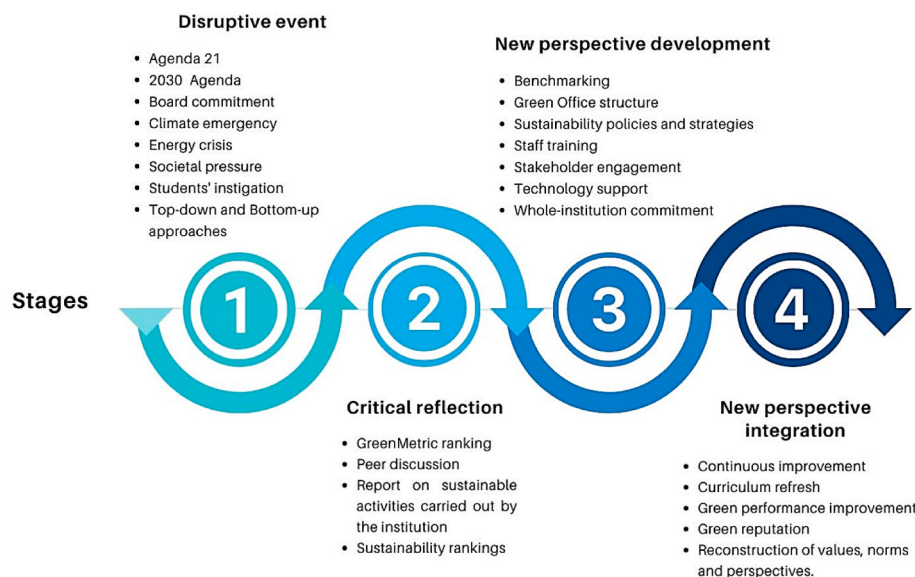 Disruptive event
• Agenda 21
• 2030 Agenda
• Board commitment
• Climate emergency
• Energy crisis
• Societal pressure
• Students' instigation
• Top-down and Bottom-up
approaches
New perspective development
• Benchmarking
• Green Office structure
• Sustainability policies and strategies
• Staff training
• Stakeholder engagement
• Technology support
• Whole-institution commitment
Stages
1
2
3
4
Critical reflection
• GreenMetric ranking
• Peer discussion
• Report on sustainable
activities carried out by
the institution
• Sustainability rankings
New perspective
integration
• Continuous improvement
• Curriculum refresh
• Green performance improvement
• Green reputation
• Reconstruction of values, norms
and perspectives.